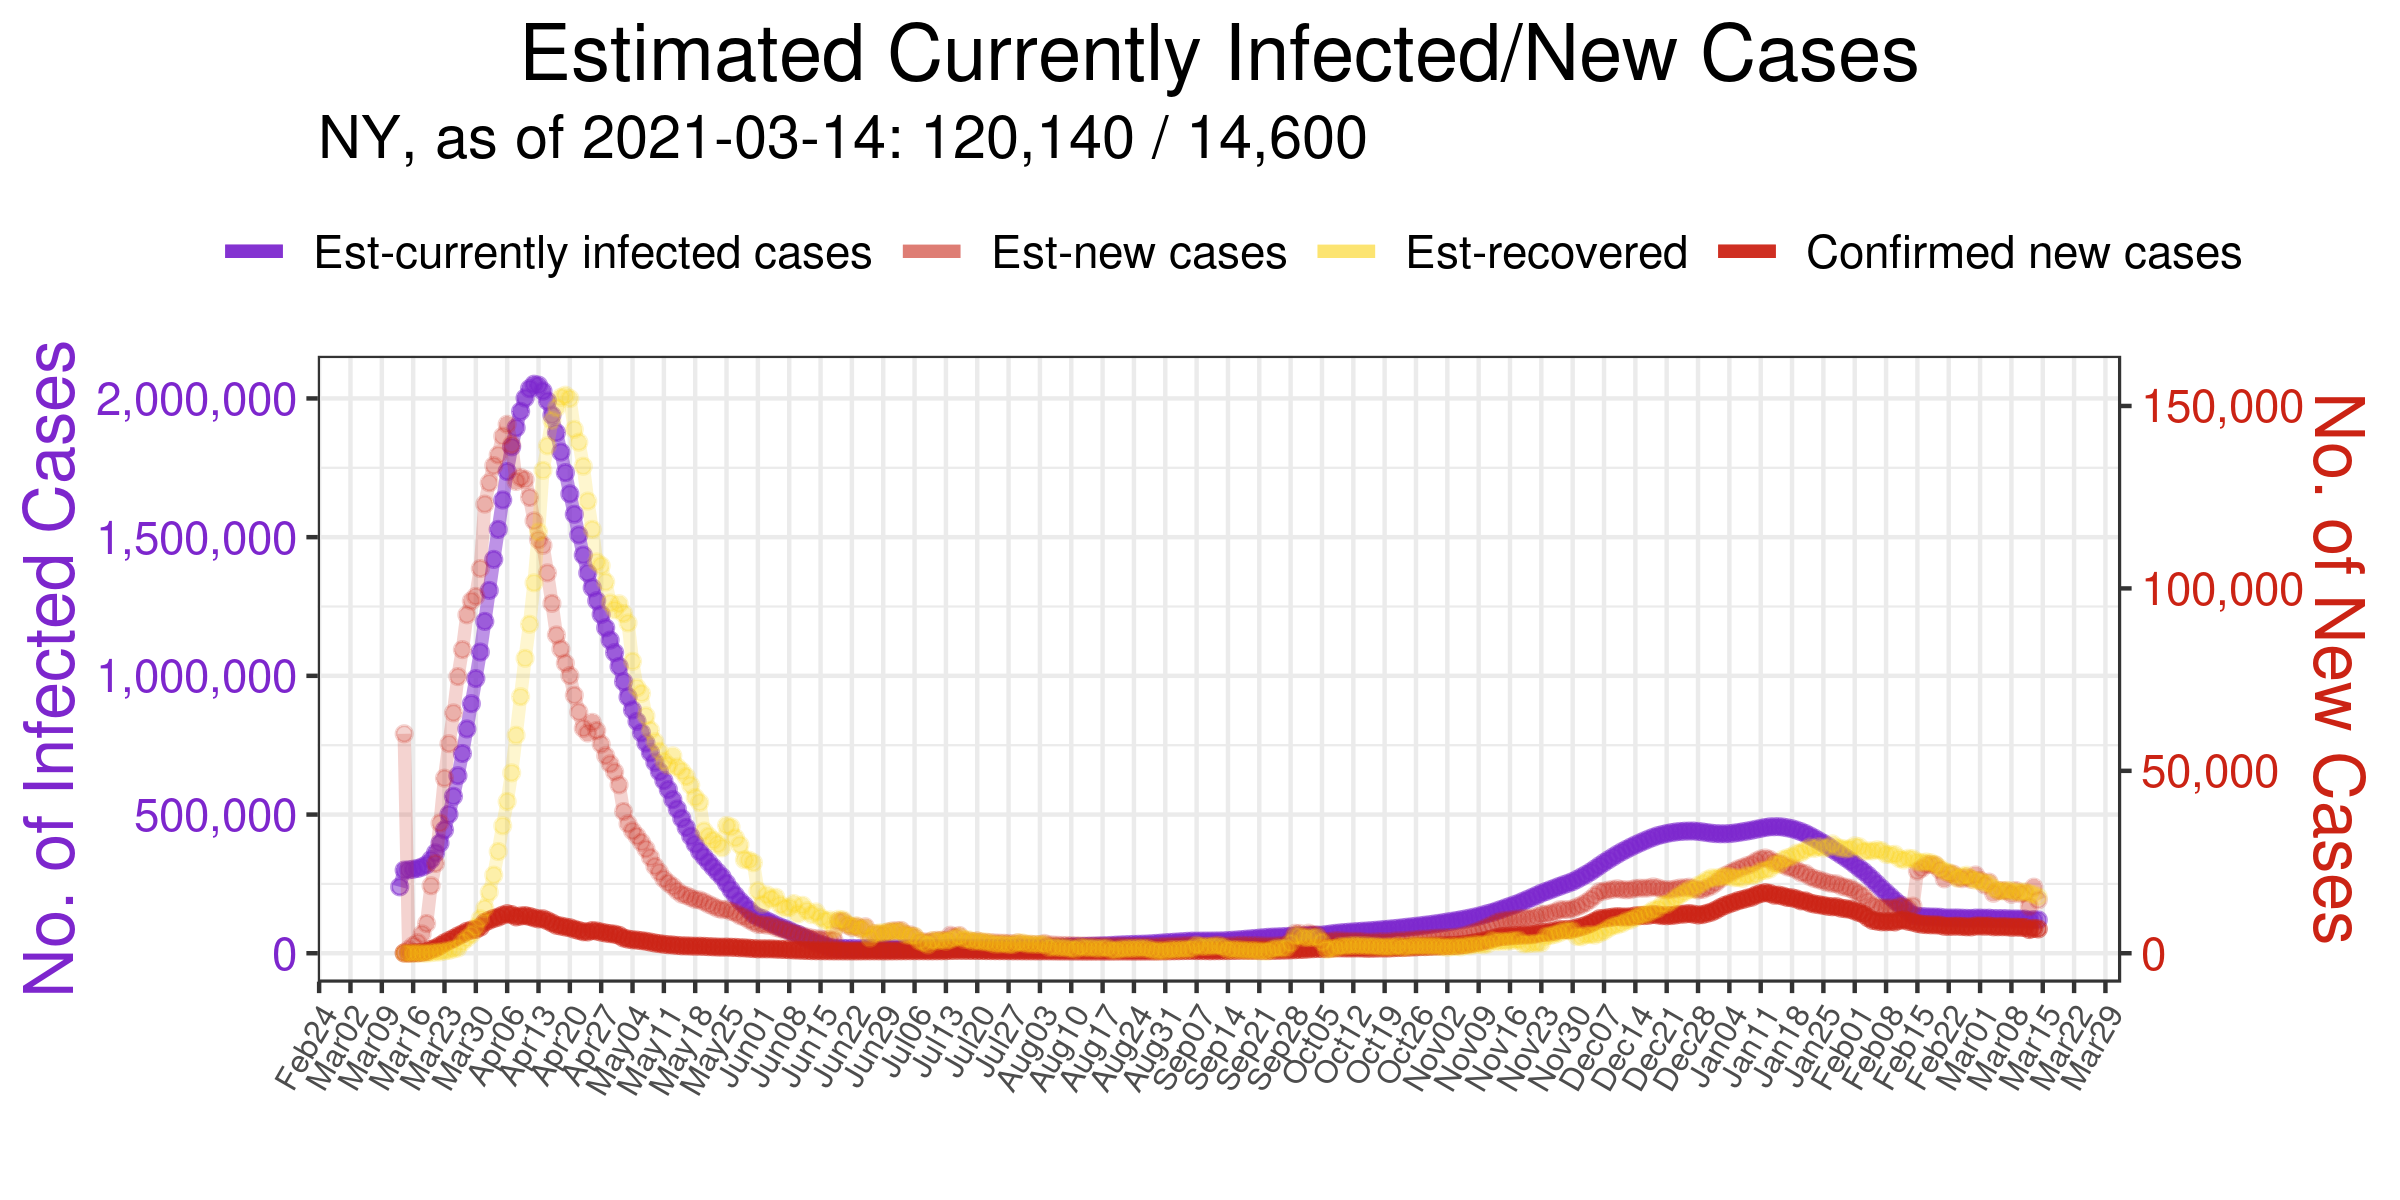 Estimated Currently Infected/New Cases
NY, as of 2021-03-14: 120,140 / 14,600
Est-currently infected cases Est-new cases Est-recovered Confirmed new cases
No. of Infected Cases
2,000,000
1,500,000
1,000,000
500,000
0
150,000
100,000
50,000
0
No. of New Cases
Feb24 Mar02 Mar09 Mar16 Mar23 Mar30 Apr06 Apr13 Apr20 Apr27 May04 May11 May18 May25 Jun01 Jun08 Jun15 Jun22 Jun29 Jul06 Jul13 Jul20 Jul27 Aug03 Aug10 Aug17 Aug24 Aug31 Sep07 Sep14 Sep21 Sep28 Oct05 Oct12 Oct19 Oct26 Nov02 Nov09 Nov16 Nov23 Nov30 Dec07 Dec14 Dec21 Dec28 Jan04 Jan11 Jan18 Jan25 Feb01 Feb08 Feb15 Feb22 Mar01 Mar08 Mar15 Mar22 Mar29